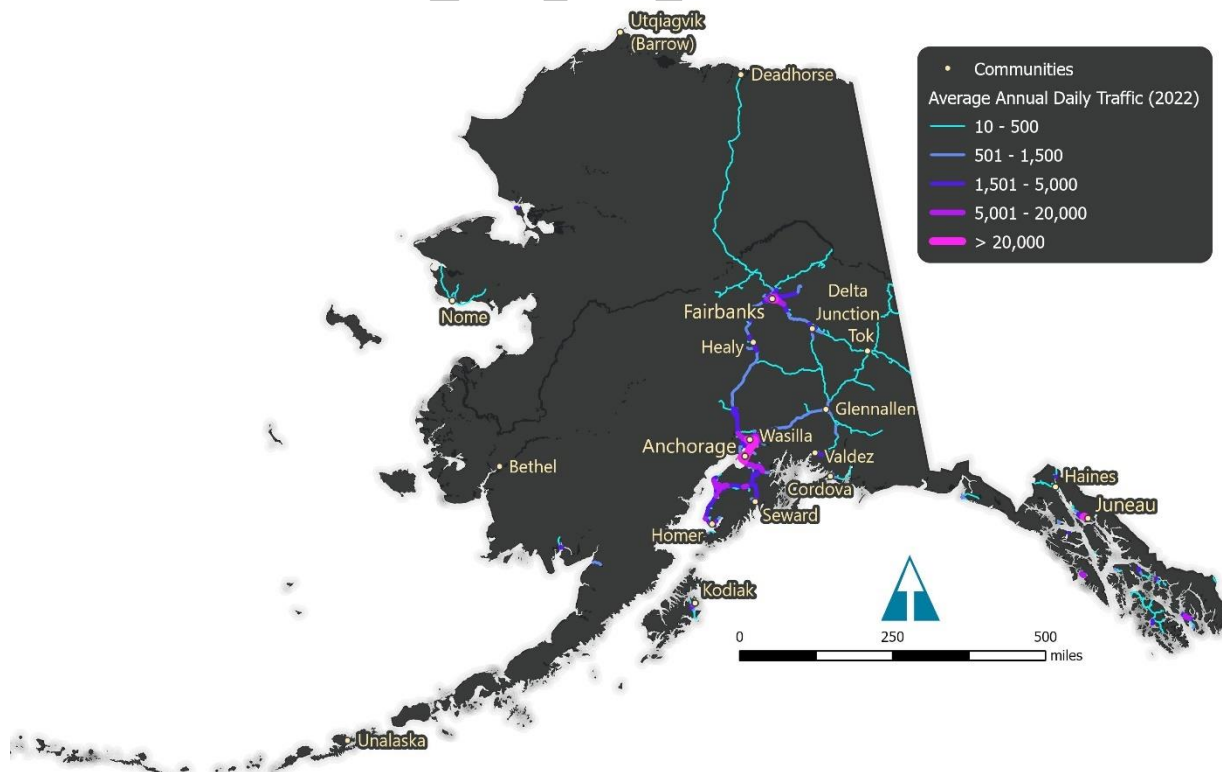 Utqiagvik
(Barrow)
Deadhorse
Communities
Average Annual Daily Traffic (2022)
10 - 500
501 - 1,500
1,501 - 5,000
5,001 - 20,000
> 20,000
Nome
Fairbanks
Delta
Junction
Tok
Healy
Glennallen
Wasilla
Anchorage
Valdez
Bethel
Cordova
Seward
Homer
Haines
Juneau
Kodiak
0 250 500
miles
Unalaska